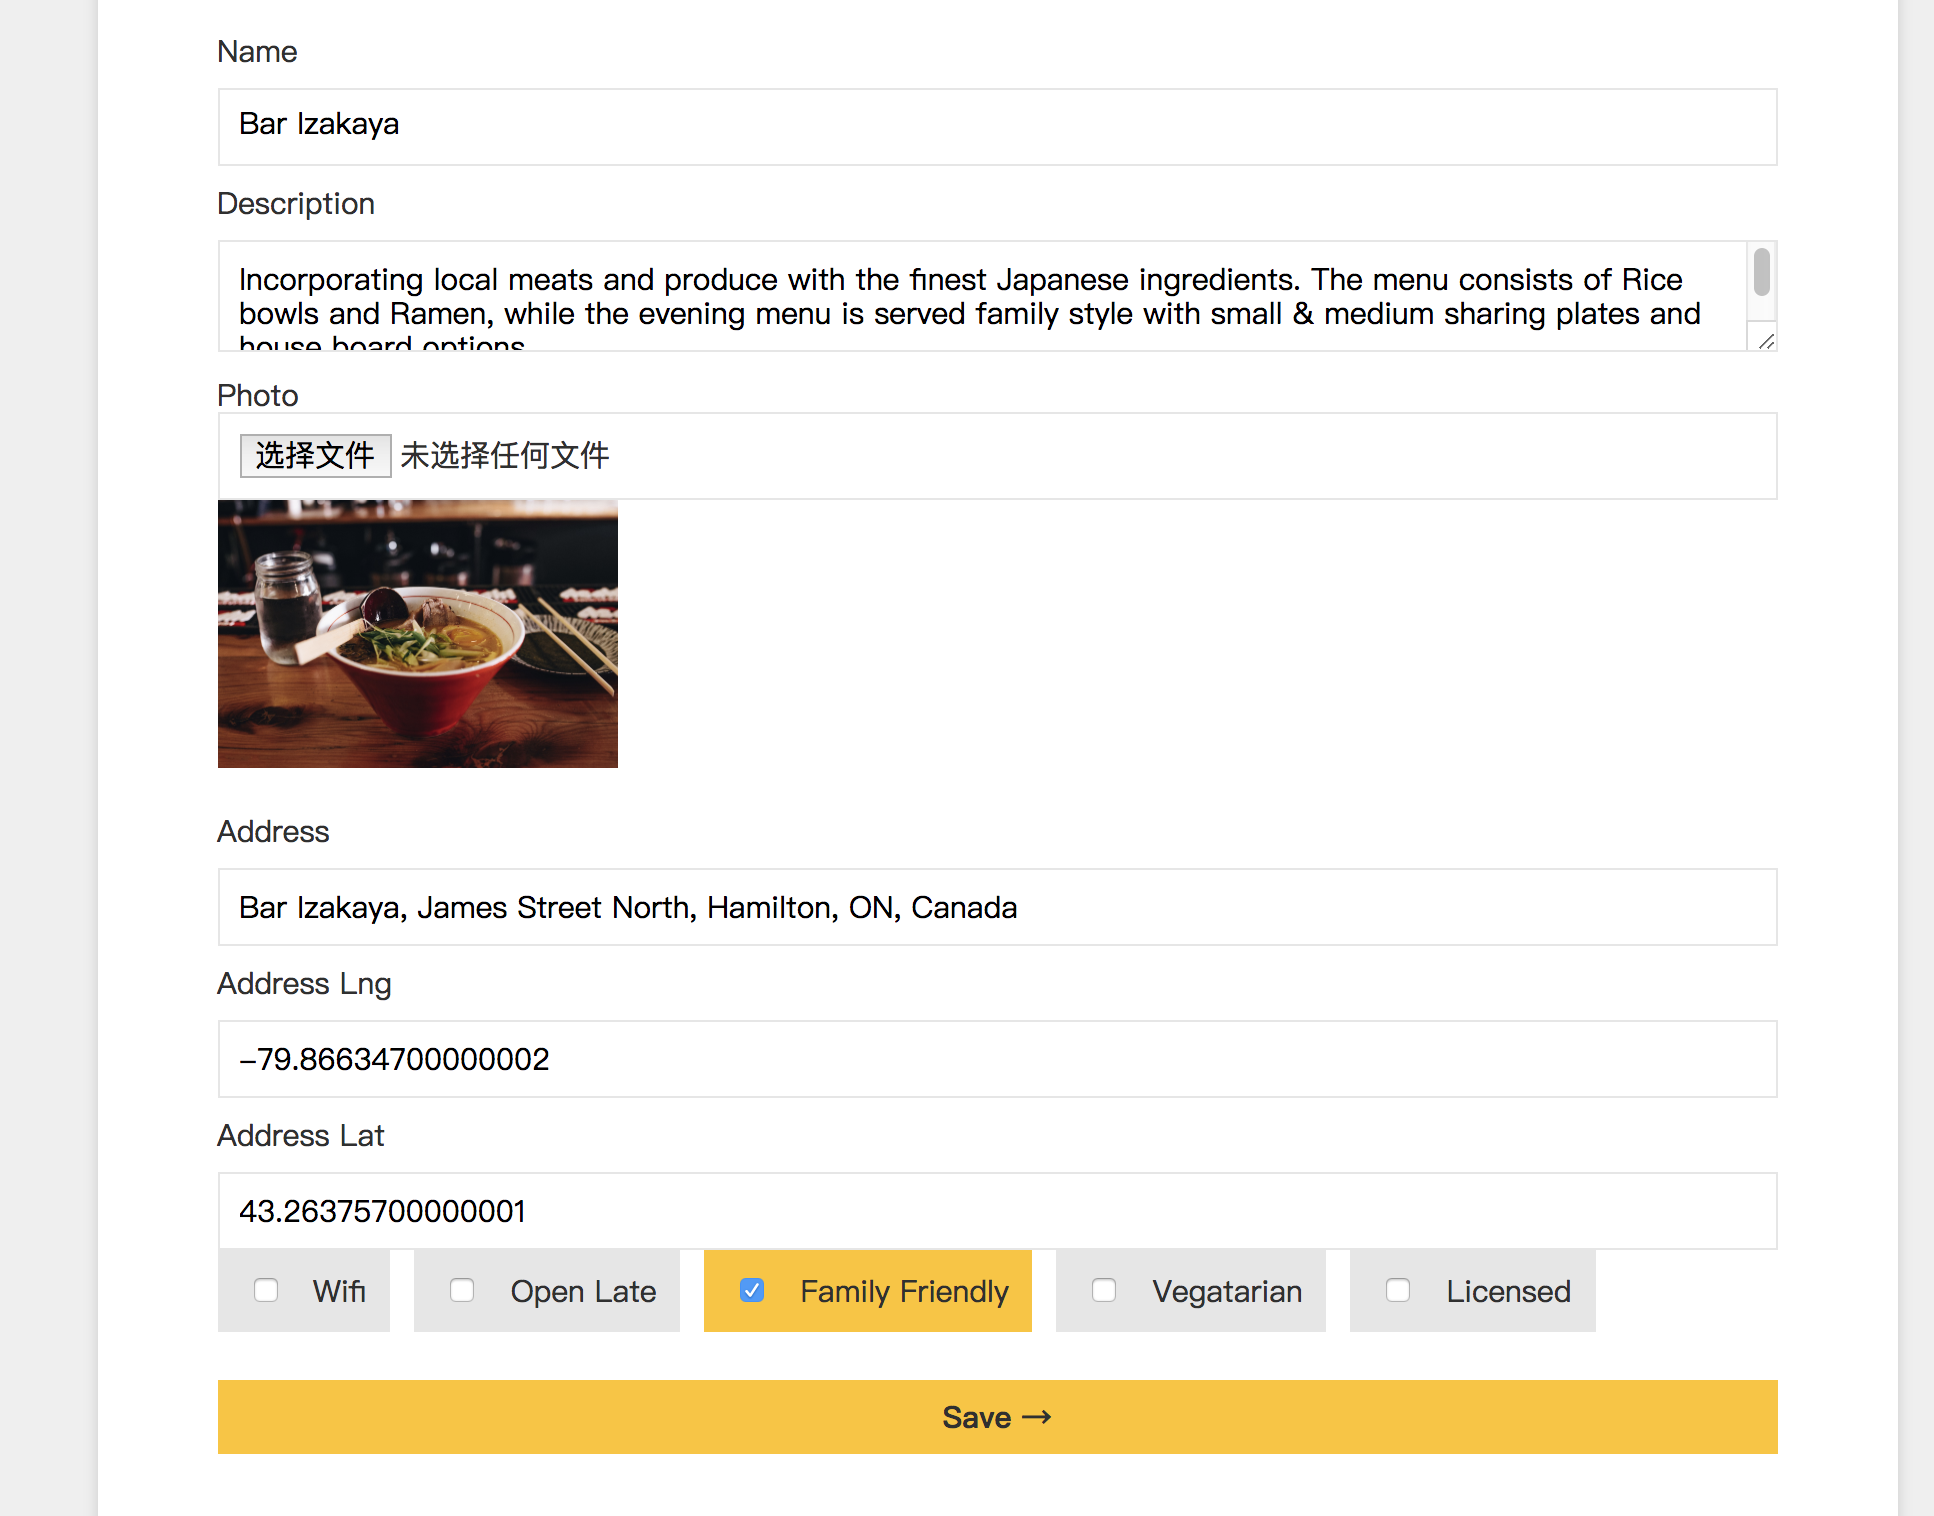 Name
Bar Izakaya
Description
Incorporating local meats and produce with the finest Japanese ingredients. The menu consists of Rice
bowls and Ramen, while the evening menu is served family style with small & medium sharing plates and
house board options
Photo
选择文件 未选择任何文件
Address
Bar Izakaya, James Street North, Hamilton, ON, Canada
Address Lng
-79.86634700000002
Address Lat
43.26375700000001
Wifi Open Late Family Friendly Vegatarian Licensed
Save →